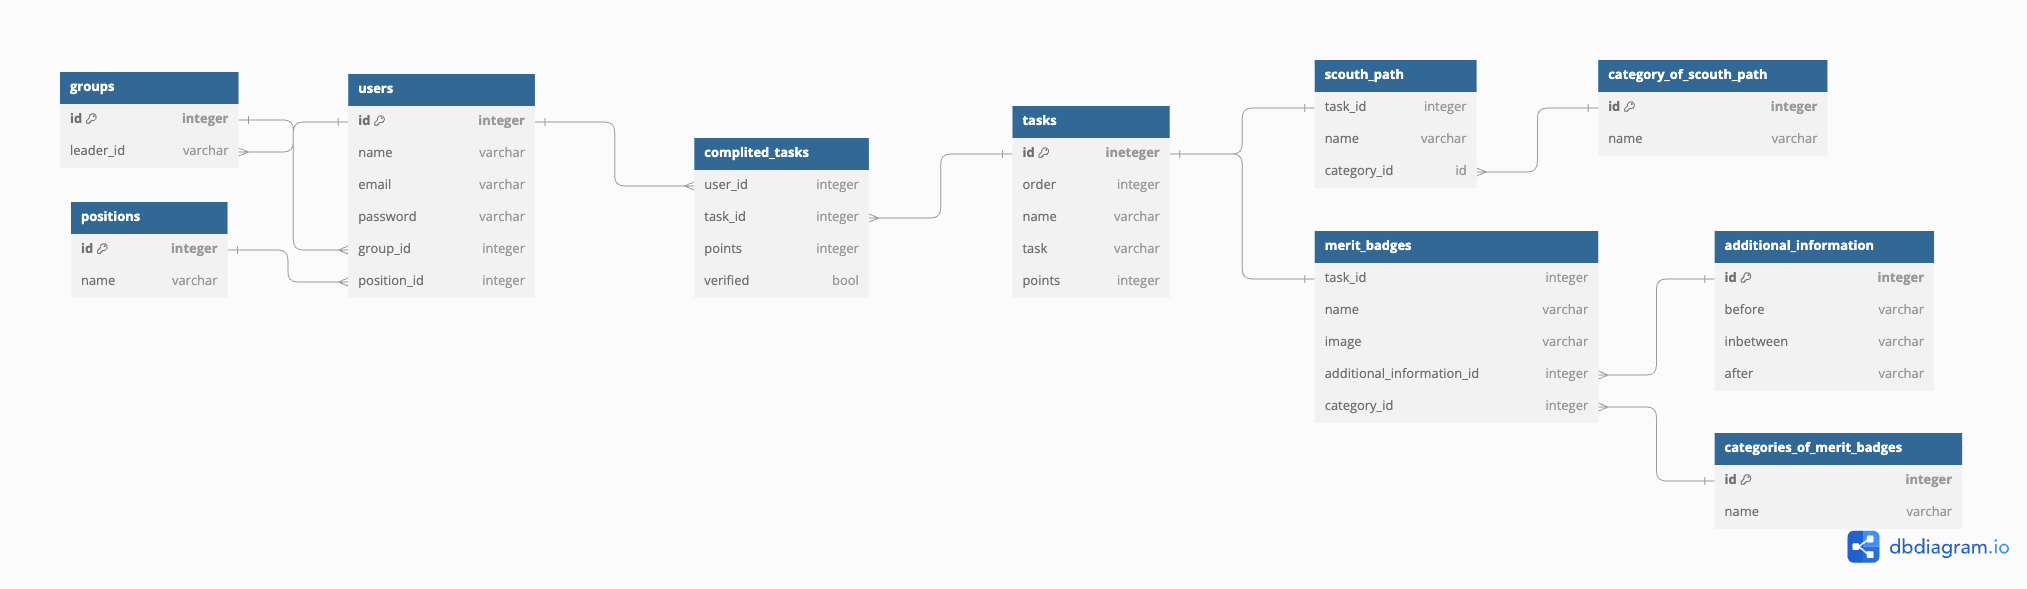 groups
id integer
leader_id varchar
positions
id integer
name varchar
users
id integer
name varchar
email varchar
password varchar
group_id integer
position_id integer
complited_tasks
user_id integer
task_id integer
points integer
verified bool
tasks
id ineteger
order integer
name varchar
task varchar
points integer
scouth_path
task_id integer
name varchar
category_id id
category_of_scouth_path
id integer
name varchar
merit_badges
task_id integer
name varchar
image varchar
additional_information_id integer
category_id integer
additional_information
id integer
before varchar
inbetween varchar
after varchar
categories_of_merit_badges
id integer
name varchar
dbdiagram.io